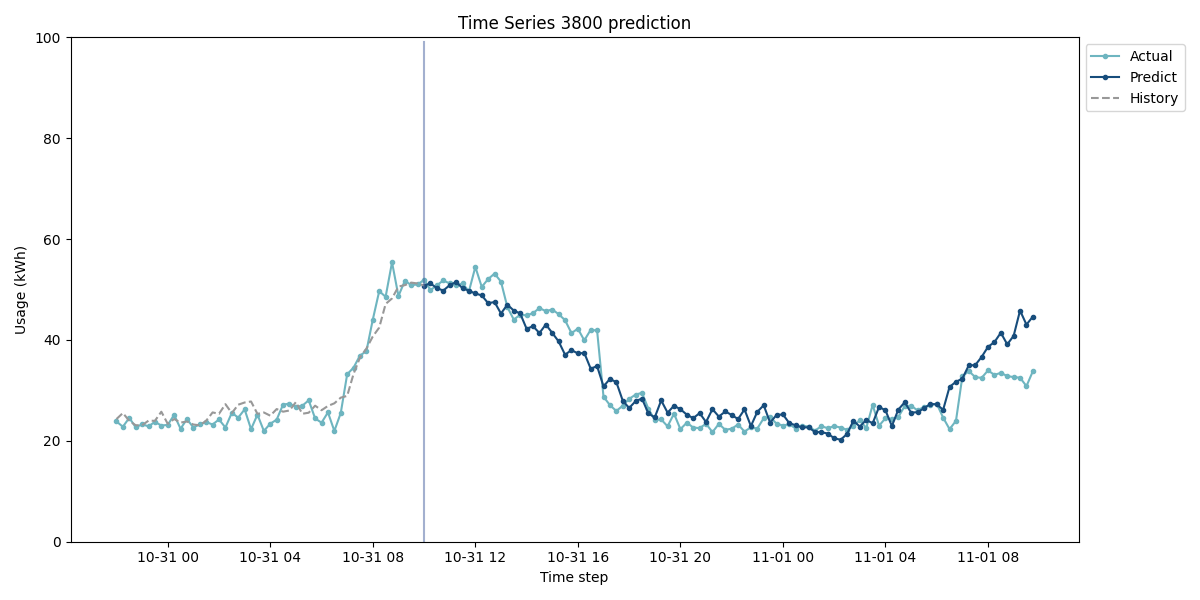 Time Series 3800 prediction
Usage (kWh)
100
80
60
40
20
0
10-31 00
10-31 04
10-31 08
10-31 12
10-31 16
10-31 20
11-01 00
11-01 04
11-01 08
Time step
Actual
Predict
History